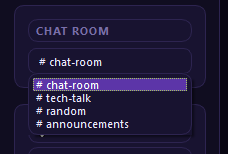 CHAT ROOM
# chat-room
# chat-room
# tech-talk
# random
# announcements